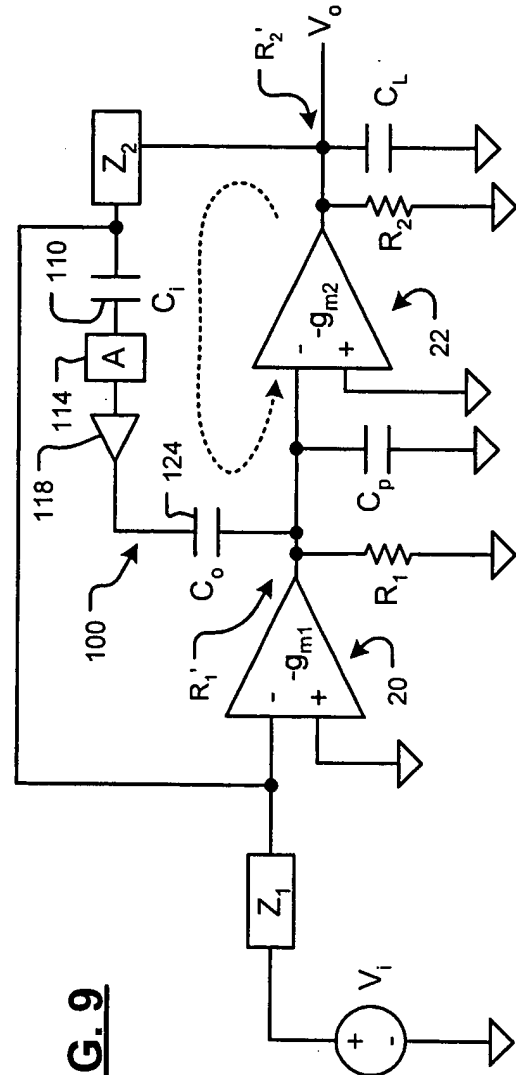 G. 9
Z₂
110
Cᵢ
A
114
118
124
Cₒ
100
R₂'
Vₒ
C_L
R₂
-
-gₘ₂
+
22
Cₚ
R₁'
R₁
-
-gₘ₁
+
20
Z₁
Vᵢ
+
-